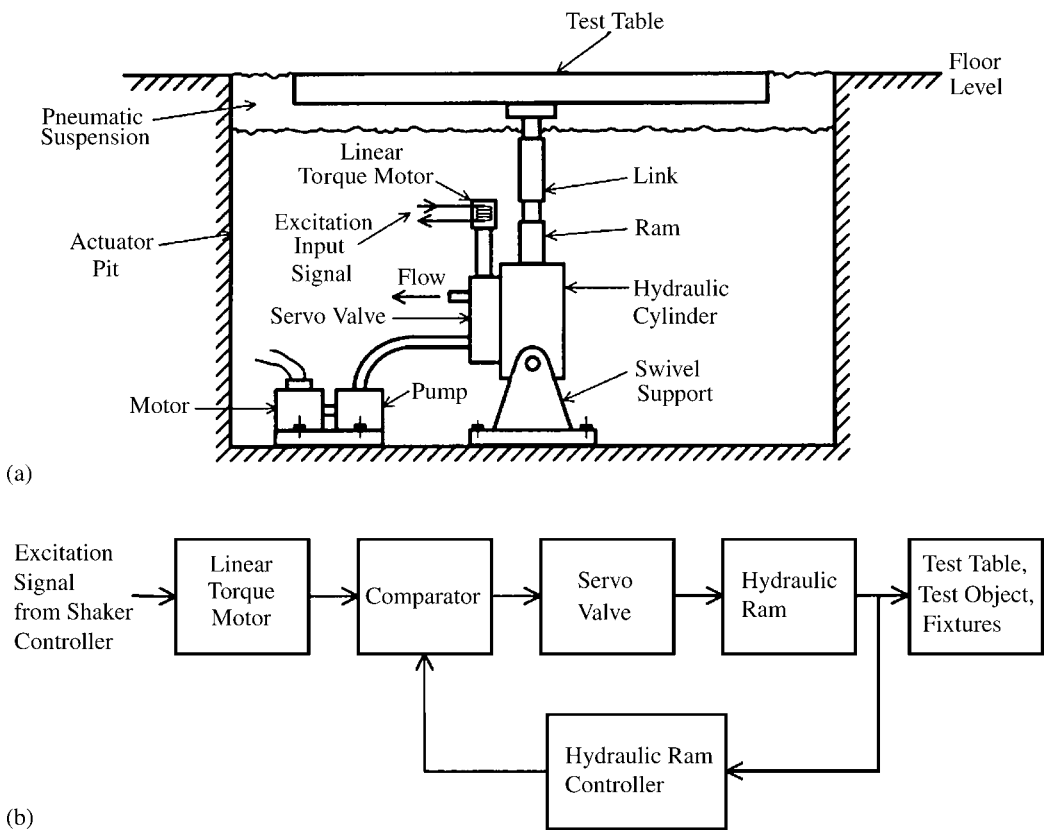 Test Table
Floor
Level
Pneumatic
Suspension
Linear
Torque Motor
Link
Excitation
Input
Signal
Ram
Actuator
Pit
Flow
Servo Valve
Hydraulic
Cylinder
Motor
Pump
Swivel
Support
(a)
Excitation
Signal
from Shaker
Controller
Linear
Torque
Motor
Comparator
Servo
Valve
Hydraulic
Ram
Test Table,
Test Object,
Fixtures
Hydraulic Ram
Controller
(b)